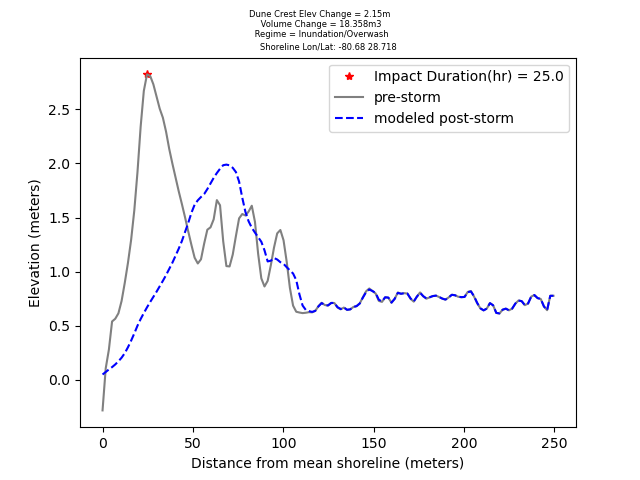 Dune Crest Elev Change = 2.15m
Volume Change = 18.358m3
Regime = Inundation/Overwash
Shoreline Lon/Lat: -80.68 28.718
Impact Duration(hr) = 25.0
pre-storm
modeled post-storm
Elevation (meters)
2.5
2.0
1.5
1.0
0.5
0.0
0 50 100 150 200 250
Distance from mean shoreline (meters)